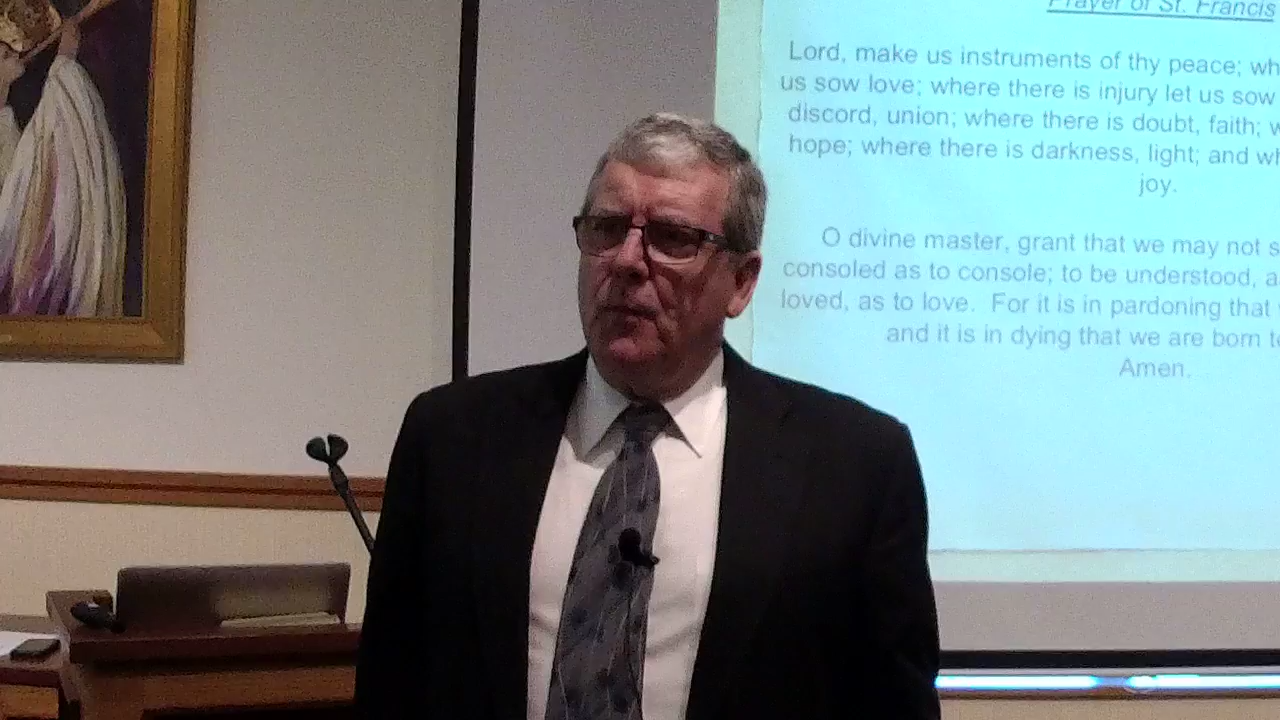 Prayer of St. Francis
Lord, make us instruments of thy peace; wh
us sow love; where there is injury let us sow
discord, union; where there is doubt, faith; w
hope; where there is darkness, light; and wh
joy.
O divine master, grant that we may not s
consoled as to console; to be understood, a
loved, as to love. For it is in pardoning that
and it is in dying that we are born t
Amen.